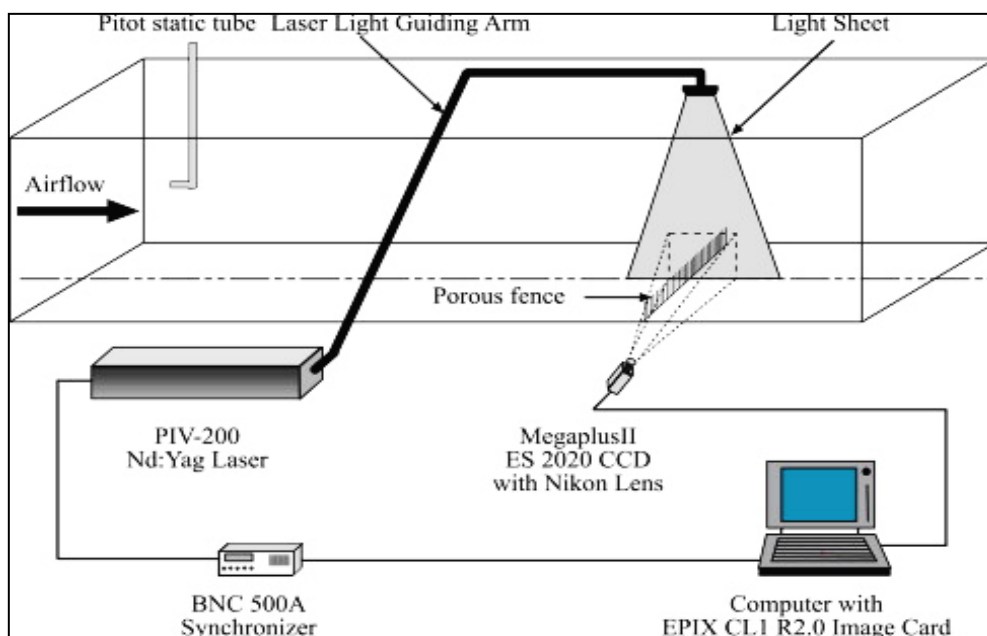 Pitot static tube
Laser Light Guiding Arm
Light Sheet
Airflow
Porous fence
PIV-200
Nd:Yag Laser
MegaplusII
ES 2020 CCD
with Nikon Lens
BNC 500A
Synchronizer
Computer with
EPIX CL1 R2.0 Image Card